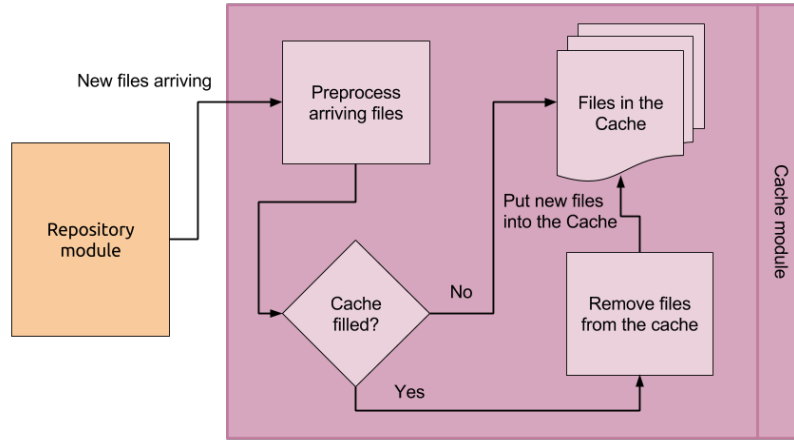 New files arriving
Preprocess
arriving files
Files in the
Cache
Repository
module
Put new files
into the Cache
Cache module
Cache
filled?
No
Remove files
from the cache
Yes